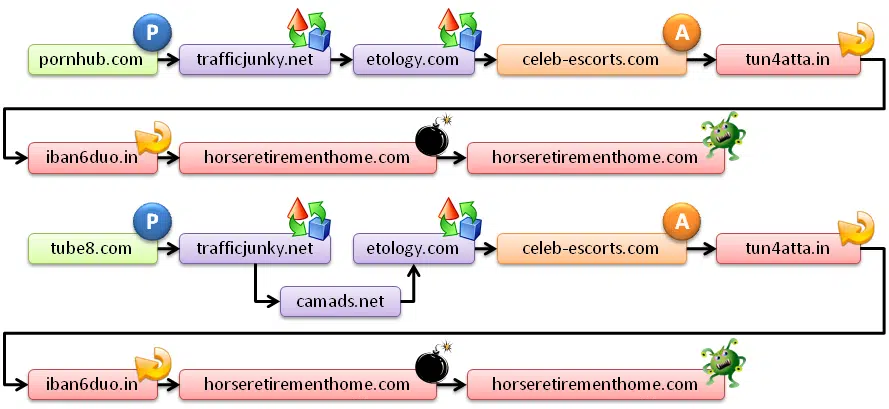 P
pornhub.com trafficjunky.net etology.com celeb-escorts.com A tun4atta.in
iban6duo.in horseretirementhome.com horseretirementhome.com
P
tube8.com trafficjunky.net etology.com celeb-escorts.com A tun4atta.in
camads.net
iban6duo.in horseretirementhome.com horseretirementhome.com